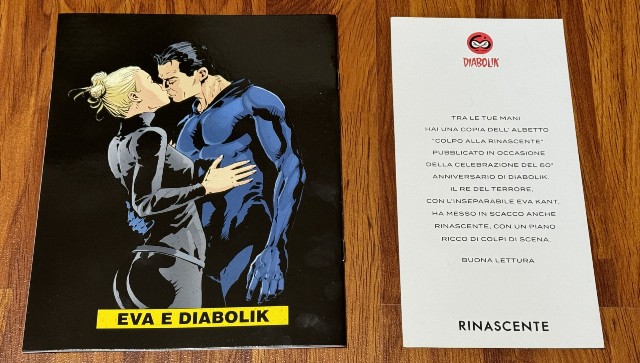 EVA E DIABOLIK
DIABOLIK
TRA LE TUE MANI
HAI UNA COPIA DELL' ALBETTO
"COLPO ALLA RINASCENTE"
PUBBLICATO IN OCCASIONE
DELLA CELEBRAZIONE DEL 60°
ANNIVERSARIO DI DIABOLIK.
IL RE DEL TERRORE,
CON L'INSEPARABILE EVA KANT,
HA MESSO IN SCACCO ANCHE
RINASCENTE, CON UN PIANO
RICCO DI COLPI DI SCENA.
BUONA LETTURA
RINASCENTE